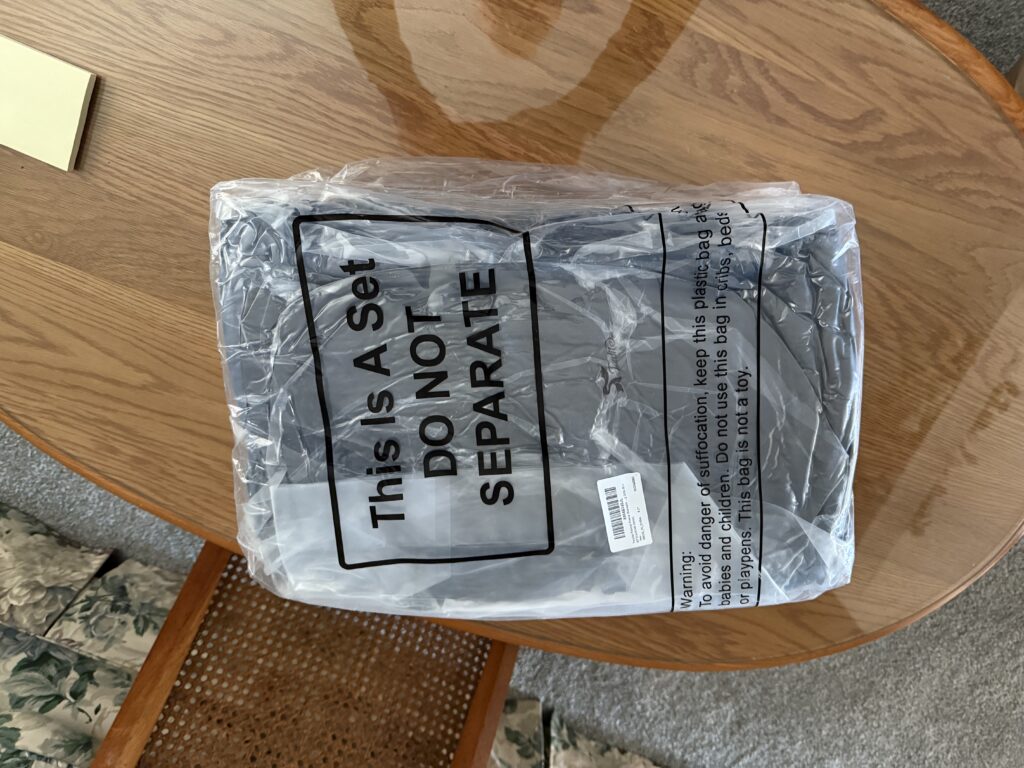 This Is A Set
DO NOT
SEPARATE
Warning:
To avoid danger of suffocation, keep this plastic bag
babies and children. Do not use this bag in cribs, beds
or playpens. This bag is not a toy.